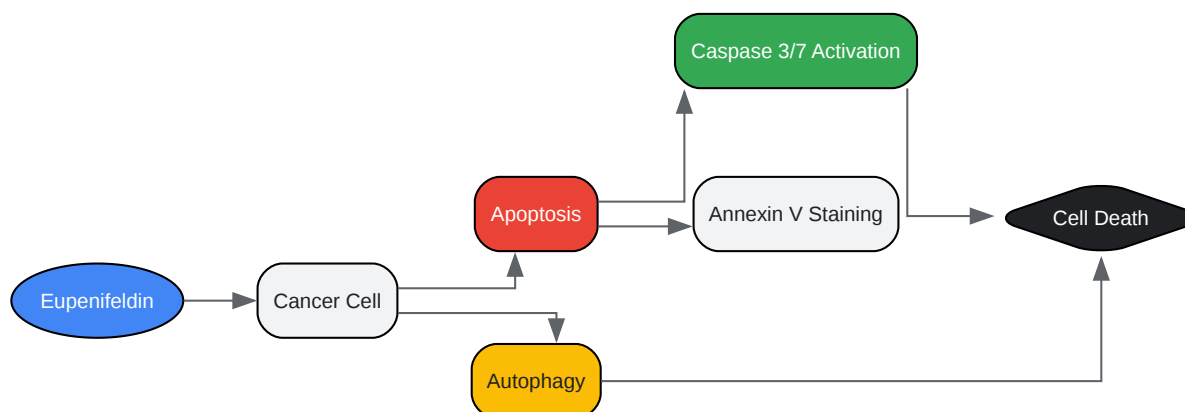 Caspase 3/7 Activation
Apoptosis
Annexin V Staining
Cell Death
Eupenifeldin
Cancer Cell
Autophagy